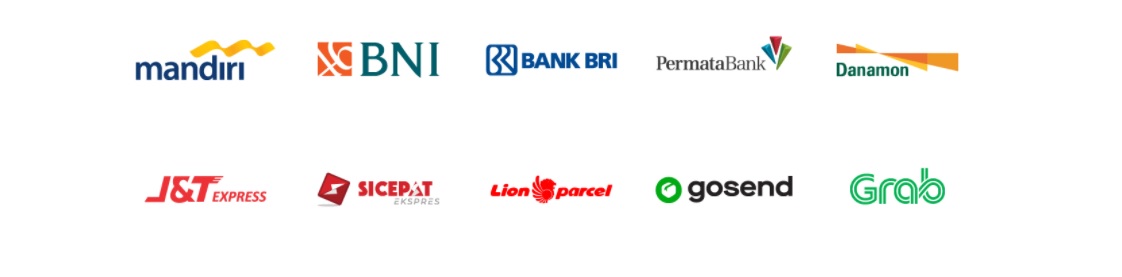 mandiri
BNI
BANK BRI
PermataBank
Danamon
J&T EXPRESS
SICEPAT
EKSPRES
Lion parcel
gosend
Grab